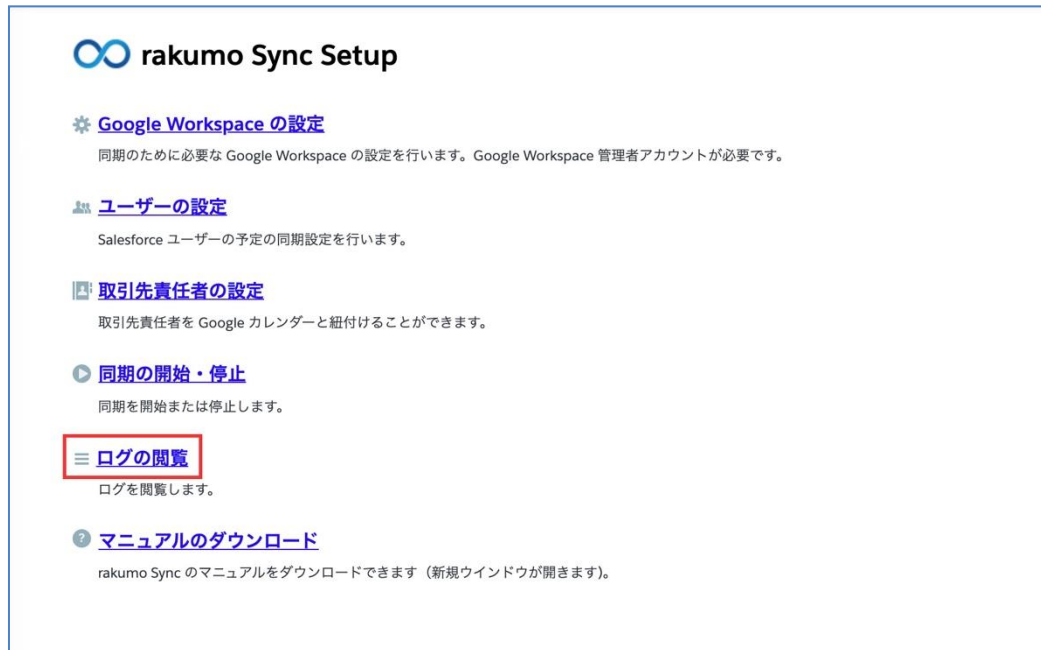 rakumo Sync Setup
Google Workspace の設定
同期のために必要な Google Workspace の設定を行います。Google Workspace 管理者アカウントが必要です。
ユーザーの設定
Salesforce ユーザーの予定の同期設定を行います。
取引先責任者の設定
取引先責任者を Google カレンダーと紐付けることができます。
同期の開始・停止
同期を開始または停止します。
ログの閲覧
ログを閲覧します。
マニュアルのダウンロード
rakumo Sync のマニュアルをダウンロードできます（新規ウインドウが開きます)。